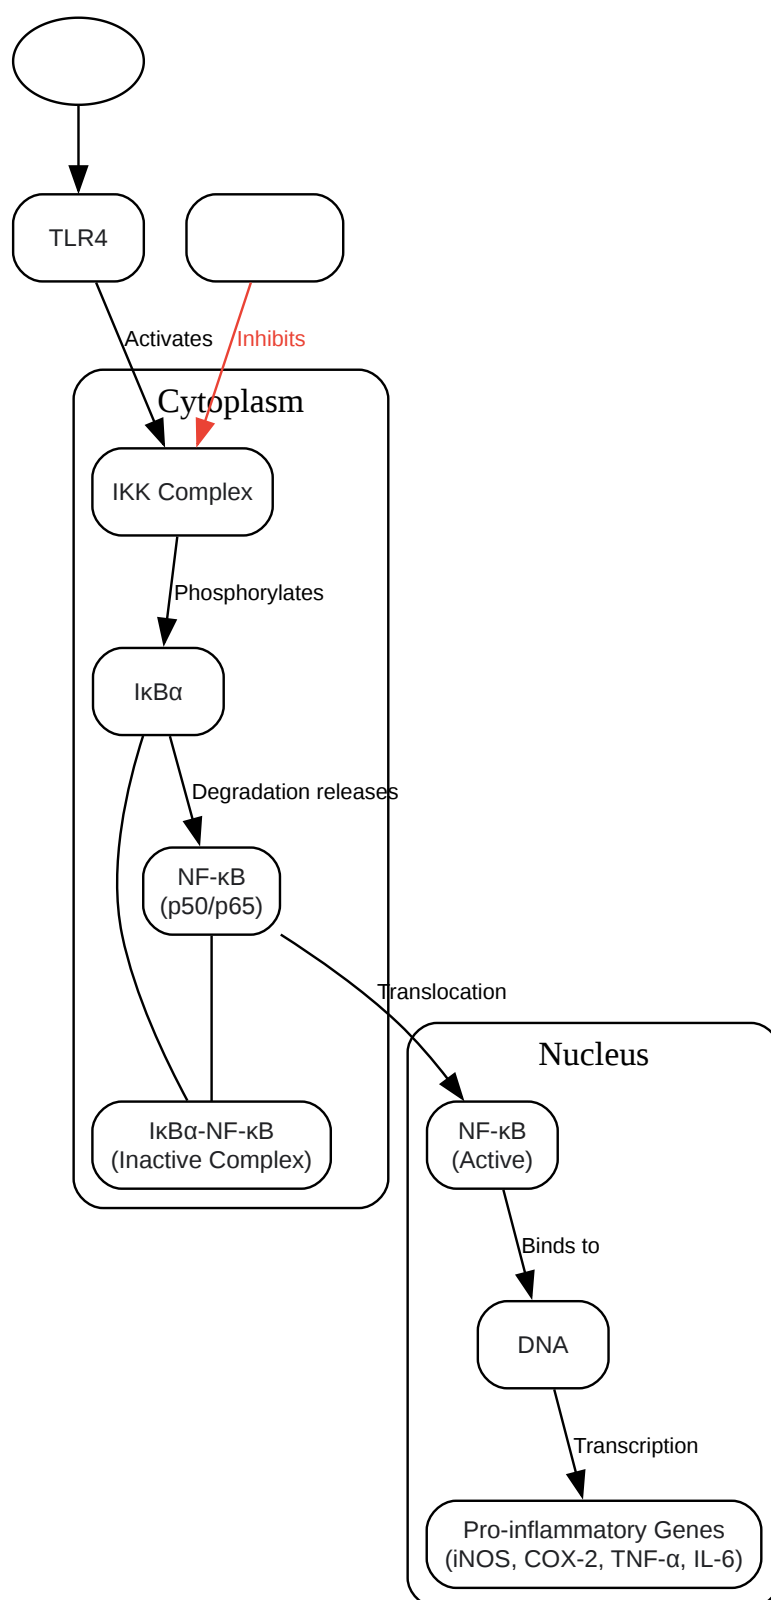 TLR4
Activates
Inhibits
Cytoplasm
IKK Complex
Phosphorylates
IκBα
Degradation releases
NF-κB
(p50/p65)
Translocation
Nucleus
IκBα-NF-κB
(Inactive Complex)
NF-κB
(Active)
Binds to
DNA
Transcription
Pro-inflammatory Genes
(iNOS, COX-2, TNF-α, IL-6)